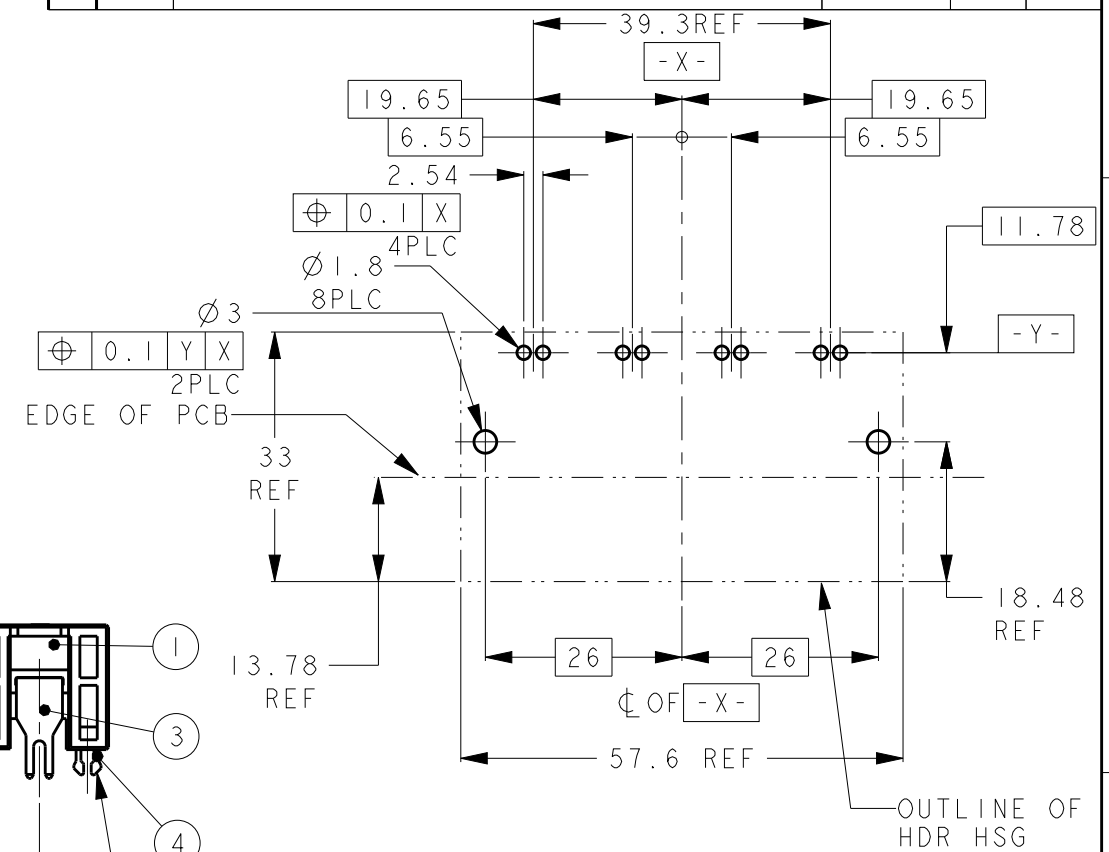 39.3REF
-X-
19.65
19.65
6.55
6.55
2.54
⌖ 0.1 X
4PLC
11.78
Ø1.8
8PLC
Ø3
-Y-
⌖ 0.1 Y X
2PLC
EDGE OF PCB
33
REF
18.48
REF
13.78
REF
26
26
℄ OF -X-
57.6 REF
OUTLINE OF
HDR HSG
1
3
4